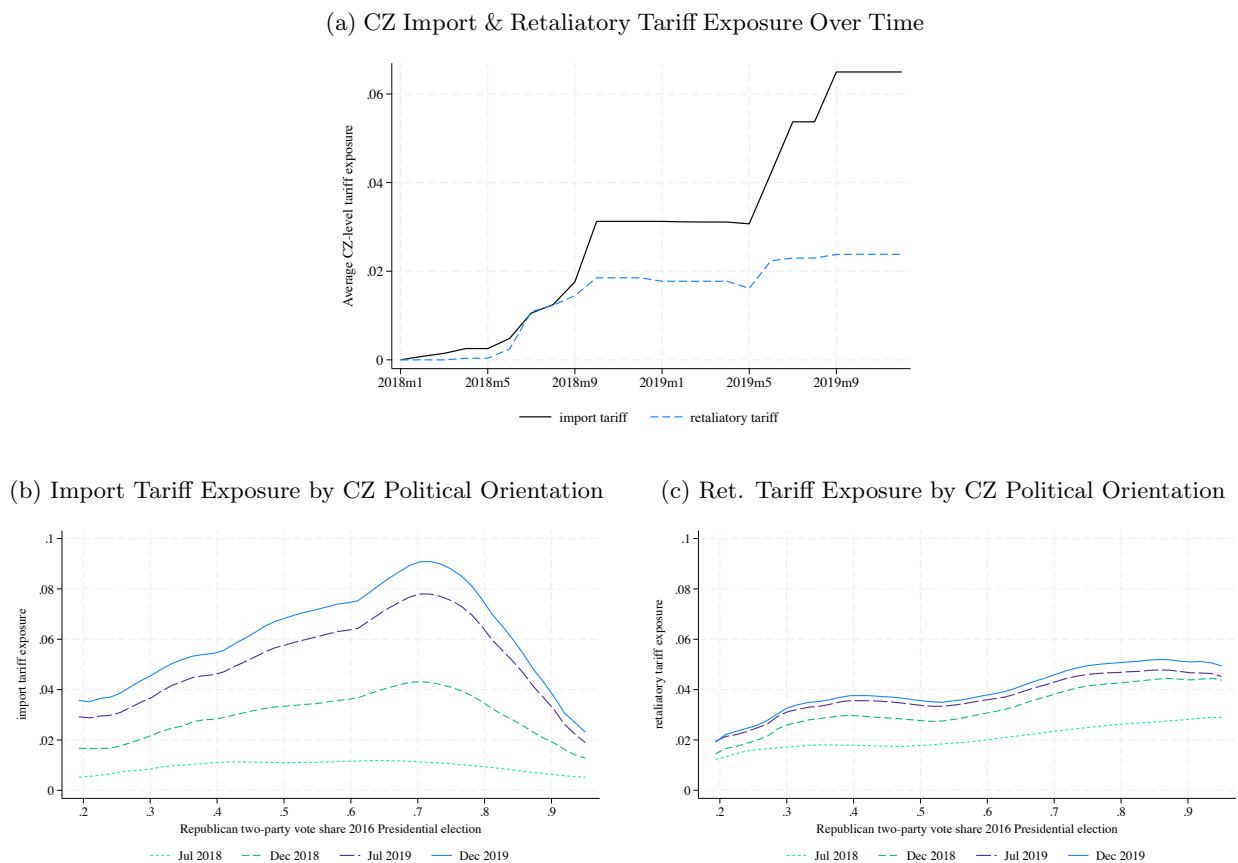 (a) CZ Import & Retaliatory Tariff Exposure Over Time
Average CZ-level tariff exposure
.06
.04
.02
0
2018m1 2018m5 2018m9 2019m1 2019m5 2019m9
import tariff retaliatory tariff
(b) Import Tariff Exposure by CZ Political Orientation
import tariff exposure
.1
.08
.06
.04
.02
0
.2 .3 .4 .5 .6 .7 .8 .9
Republican two-party vote share 2016 Presidential election
Jul 2018 Dec 2018 Jul 2019 Dec 2019
(c) Ret. Tariff Exposure by CZ Political Orientation
retaliatory tariff exposure
.1
.08
.06
.04
.02
0
.2 .3 .4 .5 .6 .7 .8 .9
Republican two-party vote share 2016 Presidential election
Jul 2018 Dec 2018 Jul 2019 Dec 2019